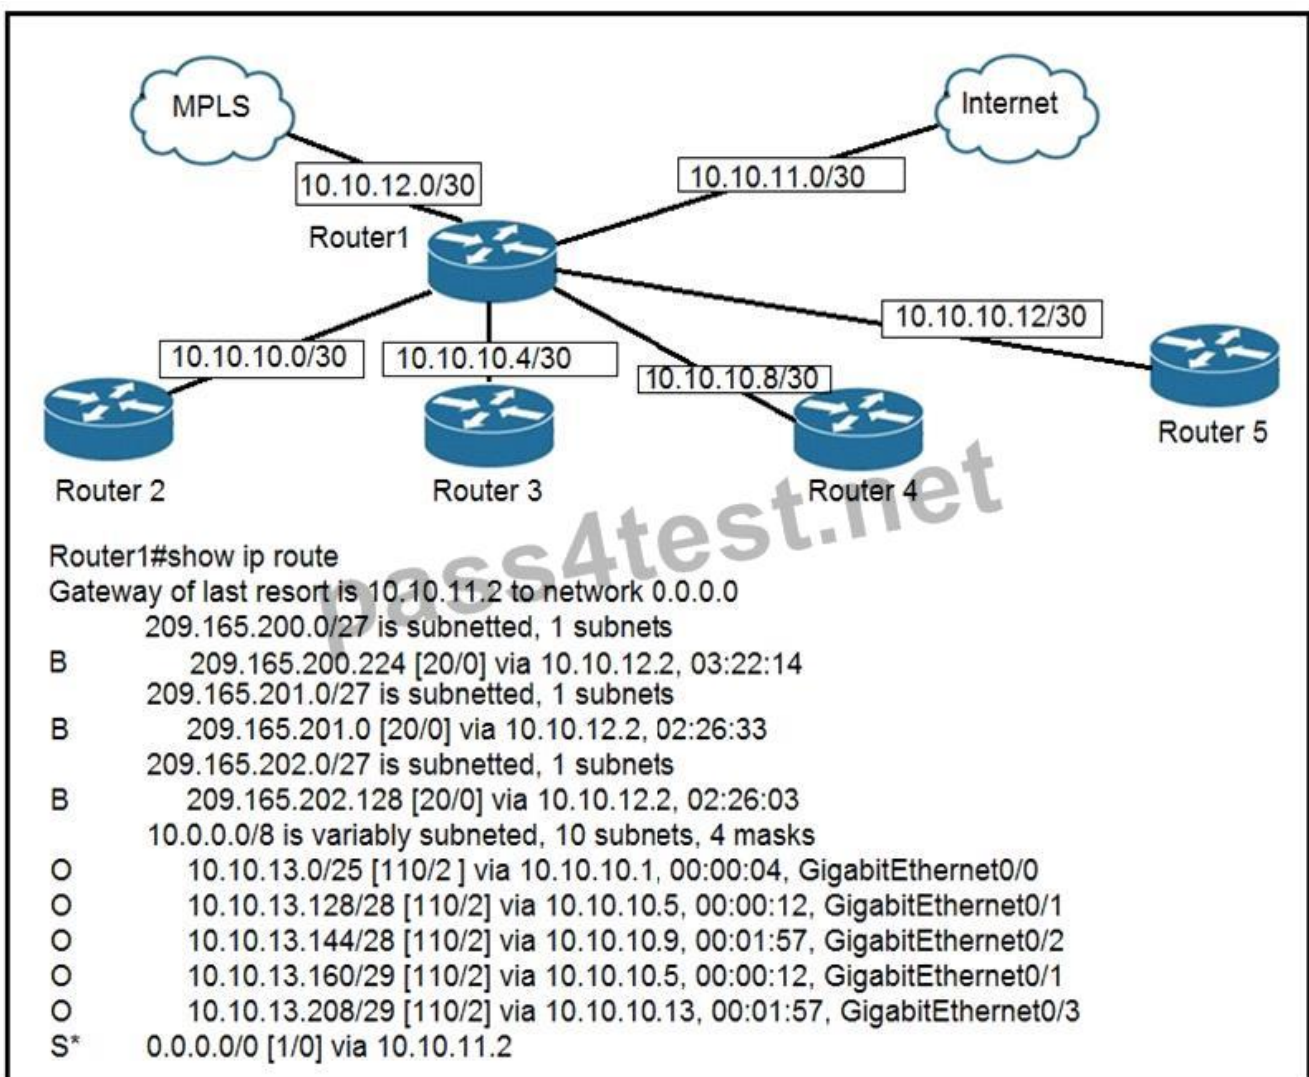 MPLS
Internet
10.10.12.0/30
10.10.11.0/30
Router1
10.10.10.12/30
10.10.10.0/30
10.10.10.4/30
10.10.10.8/30
Router 5
Router 2
Router 3
Router 4
pass4test.net
Router1#show ip route
Gateway of last resort is 10.10.11.2 to network 0.0.0.0
209.165.200.0/27 is subnetted, 1 subnets
B 209.165.200.224 [20/0] via 10.10.12.2, 03:22:14
209.165.201.0/27 is subnetted, 1 subnets
B 209.165.201.0 [20/0] via 10.10.12.2, 02:26:33
209.165.202.0/27 is subnetted, 1 subnets
B 209.165.202.128 [20/0] via 10.10.12.2, 02:26:03
10.0.0.0/8 is variably subneted, 10 subnets, 4 masks
O 10.10.13.0/25 [110/2 ] via 10.10.10.1, 00:00:04, GigabitEthernet0/0
O 10.10.13.128/28 [110/2] via 10.10.10.5, 00:00:12, GigabitEthernet0/1
O 10.10.13.144/28 [110/2] via 10.10.10.9, 00:01:57, GigabitEthernet0/2
O 10.10.13.160/29 [110/2] via 10.10.10.5, 00:00:12, GigabitEthernet0/1
O 10.10.13.208/29 [110/2] via 10.10.10.13, 00:01:57, GigabitEthernet0/3
S* 0.0.0.0/0 [1/0] via 10.10.11.2